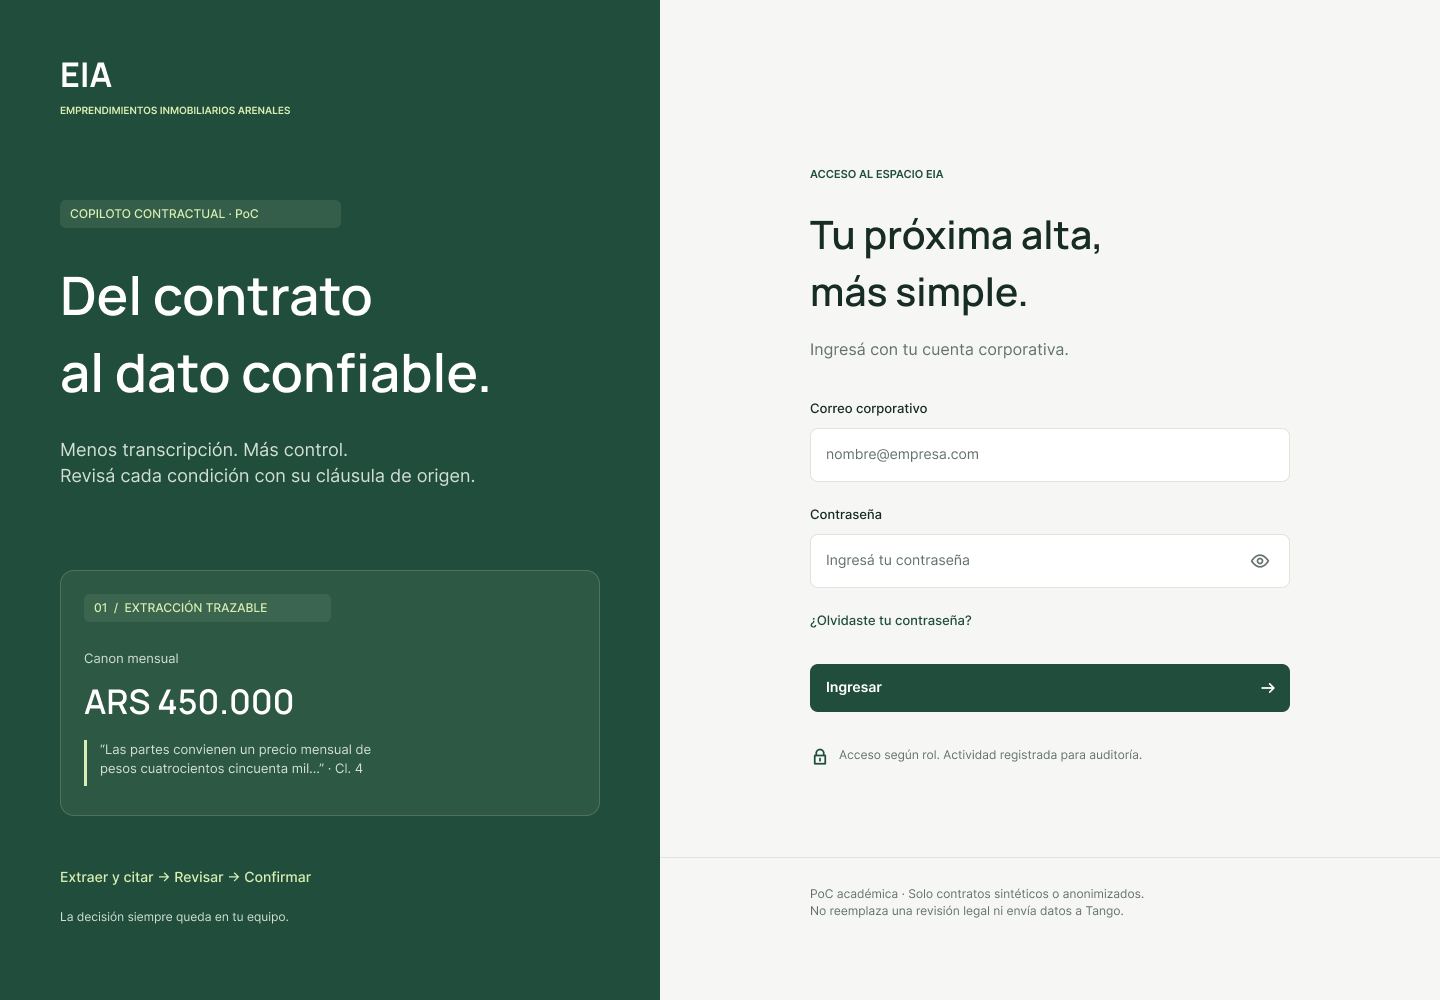 EIA
EMPRENDIMIENTOS INMOBILIARIOS ARENALES
COPILOTO CONTRACTUAL · PoC
Del contrato
al dato confiable.
Menos transcripción. Más control.
Revisá cada condición con su cláusula de origen.
01 / EXTRACCIÓN TRAZABLE
Canon mensual
ARS 450.000
“Las partes convienen un precio mensual de
pesos cuatrocientos cincuenta mil…” · Cl. 4
Extraer y citar → Revisar → Confirmar
La decisión siempre queda en tu equipo.
ACCESO AL ESPACIO EIA
Tu próxima alta,
más simple.
Ingresá con tu cuenta corporativa.
Correo corporativo
nombre@empresa.com
Contraseña
Ingresá tu contraseña
¿Olvidaste tu contraseña?
Ingresar →
Acceso según rol. Actividad registrada para auditoría.
PoC académica · Solo contratos sintéticos o anonimizados.
No reemplaza una revisión legal ni envía datos a Tango.